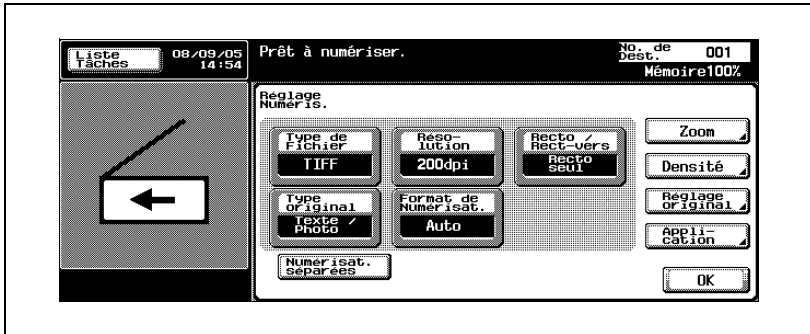 Liste
Tâches
08/09/05
14:54
Prêt à numériser.
No. de
Dest.
001
Mémoire100%
Réglage
Numéris.
Type de
Fichier
TIFF
Réso-
lution
200dpi
Recto /
Rect-vers
Recto
seul
Type
original
Texte /
Photo
Format de
Numérisat.
Auto
Numérisat.
séparées
Zoom
Densité
Réglage
original
Appli-
cation
OK